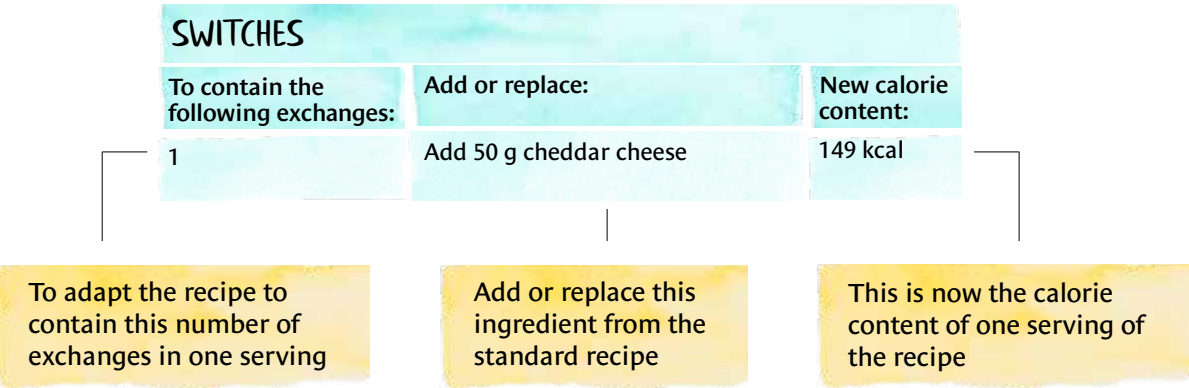 SWITCHES
To contain the
following exchanges:
Add or replace:
New calorie
content:
1
Add 50 g cheddar cheese
149 kcal
To adapt the recipe to
contain this number of
exchanges in one serving
Add or replace this
ingredient from the
standard recipe
This is now the calorie
content of one serving of
the recipe